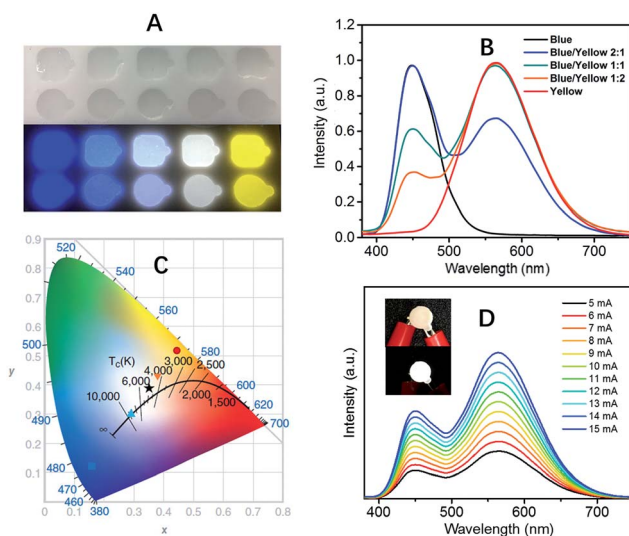 A
B
Blue
Blue/Yellow 2:1
Blue/Yellow 1:1
Blue/Yellow 1:2
Yellow
1.2
1.0
0.8
0.6
0.4
0.2
0.0
Intensity (a.u.)
400 500 600 700
Wavelength (nm)
C
0.9
0.8
0.7
0.6
0.5
0.4
0.3
0.2
0.1
y
0 0.1 0.2 0.3 0.4 0.5 0.6 0.7 0.8
x
520
540
560
500
580
600
620
700
490
480
470
460
380
Tc(K)
3,000
2,500
4,000
6,000
2,000
1,500
10,000
∞
D
5 mA
6 mA
7 mA
8 mA
9 mA
10 mA
11 mA
12 mA
13 mA
14 mA
15 mA
Intensity (a.u.)
400 500 600 700
Wavelength (nm)